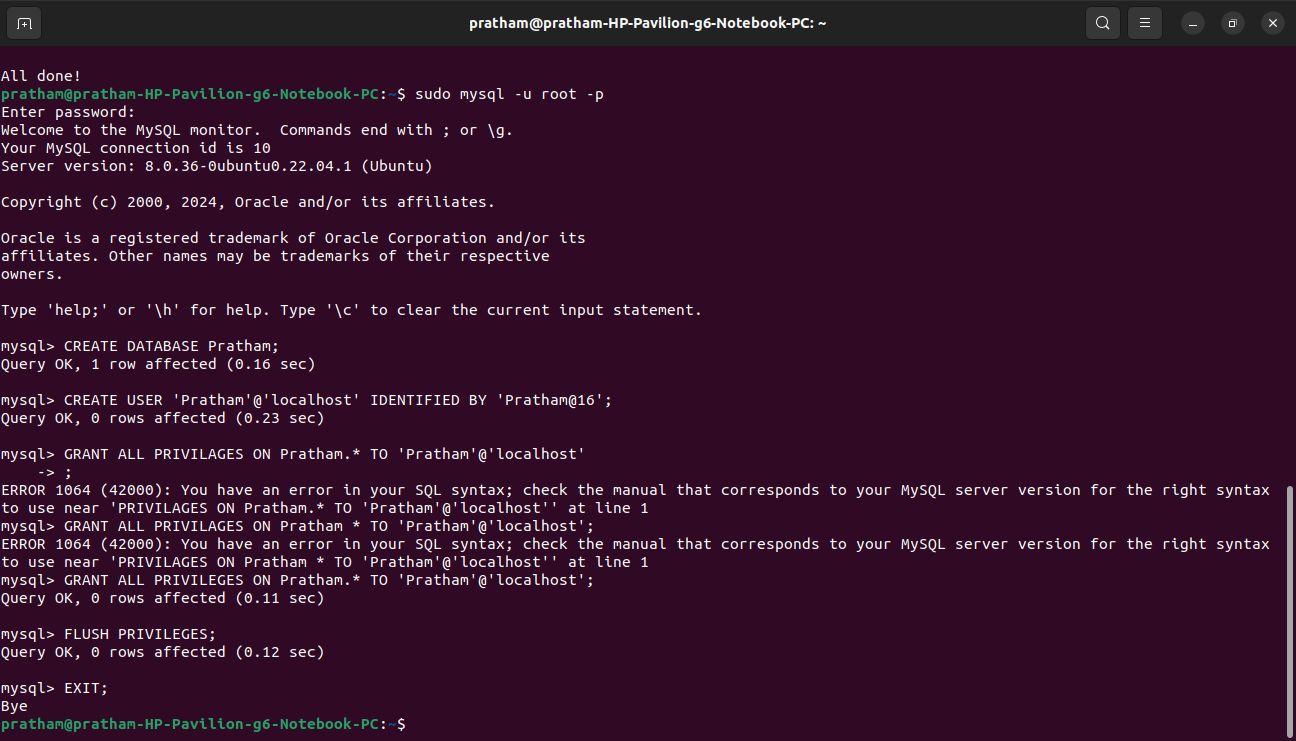 pratham@pratham-HP-Pavilion-g6-Notebook-PC: ~
All done!
pratham@pratham-HP-Pavilion-g6-Notebook-PC:~$ sudo mysql -u root -p
Enter password:
Welcome to the MySQL monitor.  Commands end with ; or \g.
Your MySQL connection id is 10
Server version: 8.0.36-0ubuntu0.22.04.1 (Ubuntu)
Copyright (c) 2000, 2024, Oracle and/or its affiliates.
Oracle is a registered trademark of Oracle Corporation and/or its
affiliates. Other names may be trademarks of their respective
owners.
Type 'help;' or '\h' for help. Type '\c' to clear the current input statement.
mysql> CREATE DATABASE Pratham;
Query OK, 1 row affected (0.16 sec)
mysql> CREATE USER 'Pratham'@'localhost' IDENTIFIED BY 'Pratham@16';
Query OK, 0 rows affected (0.23 sec)
mysql> GRANT ALL PRIVILAGES ON Pratham.* TO 'Pratham'@'localhost'
    -> ;
ERROR 1064 (42000): You have an error in your SQL syntax; check the manual that corresponds to your MySQL server version for the right syntax
to use near 'PRIVILAGES ON Pratham.* TO 'Pratham'@'localhost'' at line 1
mysql> GRANT ALL PRIVILAGES ON Pratham * TO 'Pratham'@'localhost';
ERROR 1064 (42000): You have an error in your SQL syntax; check the manual that corresponds to your MySQL server version for the right syntax
to use near 'PRIVILAGES ON Pratham * TO 'Pratham'@'localhost'' at line 1
mysql> GRANT ALL PRIVILEGES ON Pratham.* TO 'Pratham'@'localhost';
Query OK, 0 rows affected (0.11 sec)
mysql> FLUSH PRIVILEGES;
Query OK, 0 rows affected (0.12 sec)
mysql> EXIT;
Bye
pratham@pratham-HP-Pavilion-g6-Notebook-PC:~$